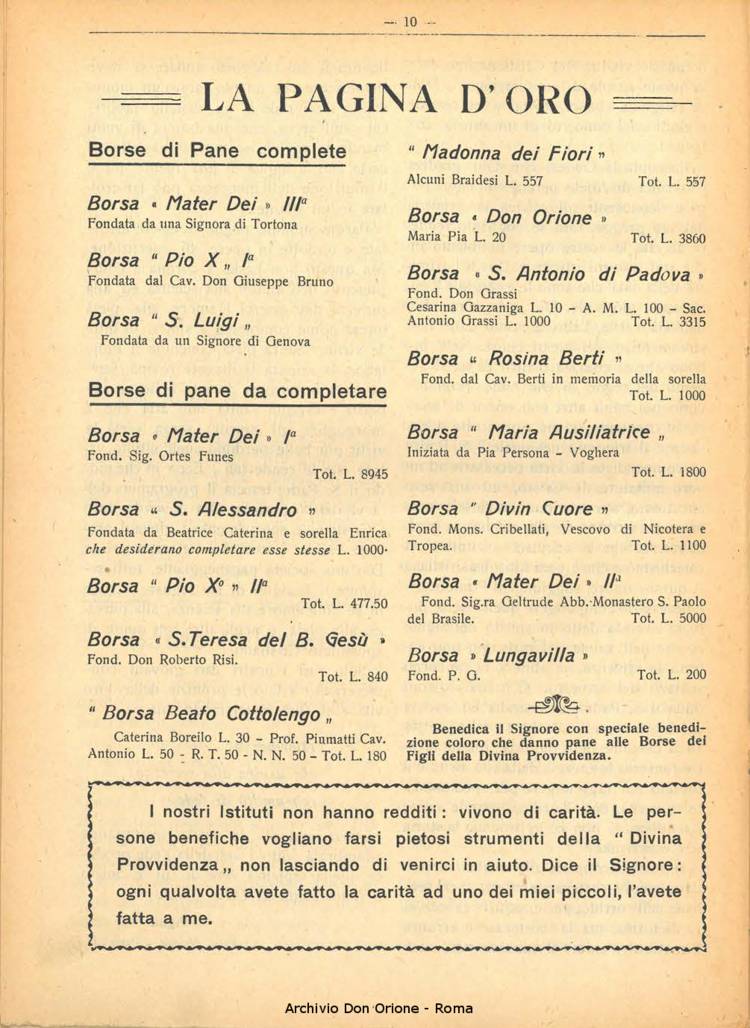 — 10 —
LA PAGINA D'ORO
Borse di Pane complete
Borsa « Mater Dei » IIIª
Fondata da una Signora di Tortona
Borsa “ Pio X „ Iª
Fondata dal Cav. Don Giuseppe Bruno
Borsa “ S. Luigi „
Fondata da un Signore di Genova
Borse di pane da completare
Borsa « Mater Dei » Iª
Fond. Sig. Ortes Funes
Tot. L. 8945
Borsa “ S. Alessandro ”
Fondata da Beatrice Caterina e sorella Enrica
che desiderano completare esse stesse L. 1000·
Borsa “ Pio Xº ” IIª
Tot. L. 477.50
Borsa « S. Teresa del B. Gesù »
Fond. Don Roberto Risi.
Tot. L. 840
“ Borsa Beato Cottolengo „
Caterina Boreilo L. 30 - Prof. Piumatti Cav.
Antonio L. 50 - R. T. 50 - N. N. 50 - Tot. L. 180
“ Madonna dei Fiori ”
Alcuni Braidesi L. 557 Tot. L. 557
Borsa « Don Orione »
Maria Pia L. 20 Tot. L. 3860
Borsa « S. Antonio di Padova »
Fond. Don Grassi
Cesarina Gazzaniga L. 10 - A. M. L. 100 - Sac.
Antonio Grassi L. 1000 Tot. L. 3315
Borsa “ Rosina Berti ”
Fond. dal Cav. Berti in memoria della sorella
Tot. L. 1000
Borsa “ Maria Ausiliatrice „
Iniziata da Pia Persona - Voghera
Tot. L. 1800
Borsa “ Divin Cuore ”
Fond. Mons. Cribellati, Vescovo di Nicotera e
Tropea. Tot. L. 1100
Borsa « Mater Dei » IIª
Fond. Sig.ra Geltrude Abb.-Monastero S. Paolo
del Brasile. Tot. L. 5000
Borsa » Lungavilla »
Fond. P. G. Tot. L. 200
Benedica il Signore con speciale benedi-
zione coloro che danno pane alle Borse dei
Figli della Divina Provvidenza.
I nostri Istituti non hanno redditi : vivono di carità. Le per-
sone benefiche vogliano farsi pietosi strumenti della “ Divina
Provvidenza „ non lasciando di venirci in aiuto. Dice il Signore :
ogni qualvolta avete fatto la carità ad uno dei miei piccoli, l'avete
fatta a me.
Archivio Don Orione - Roma